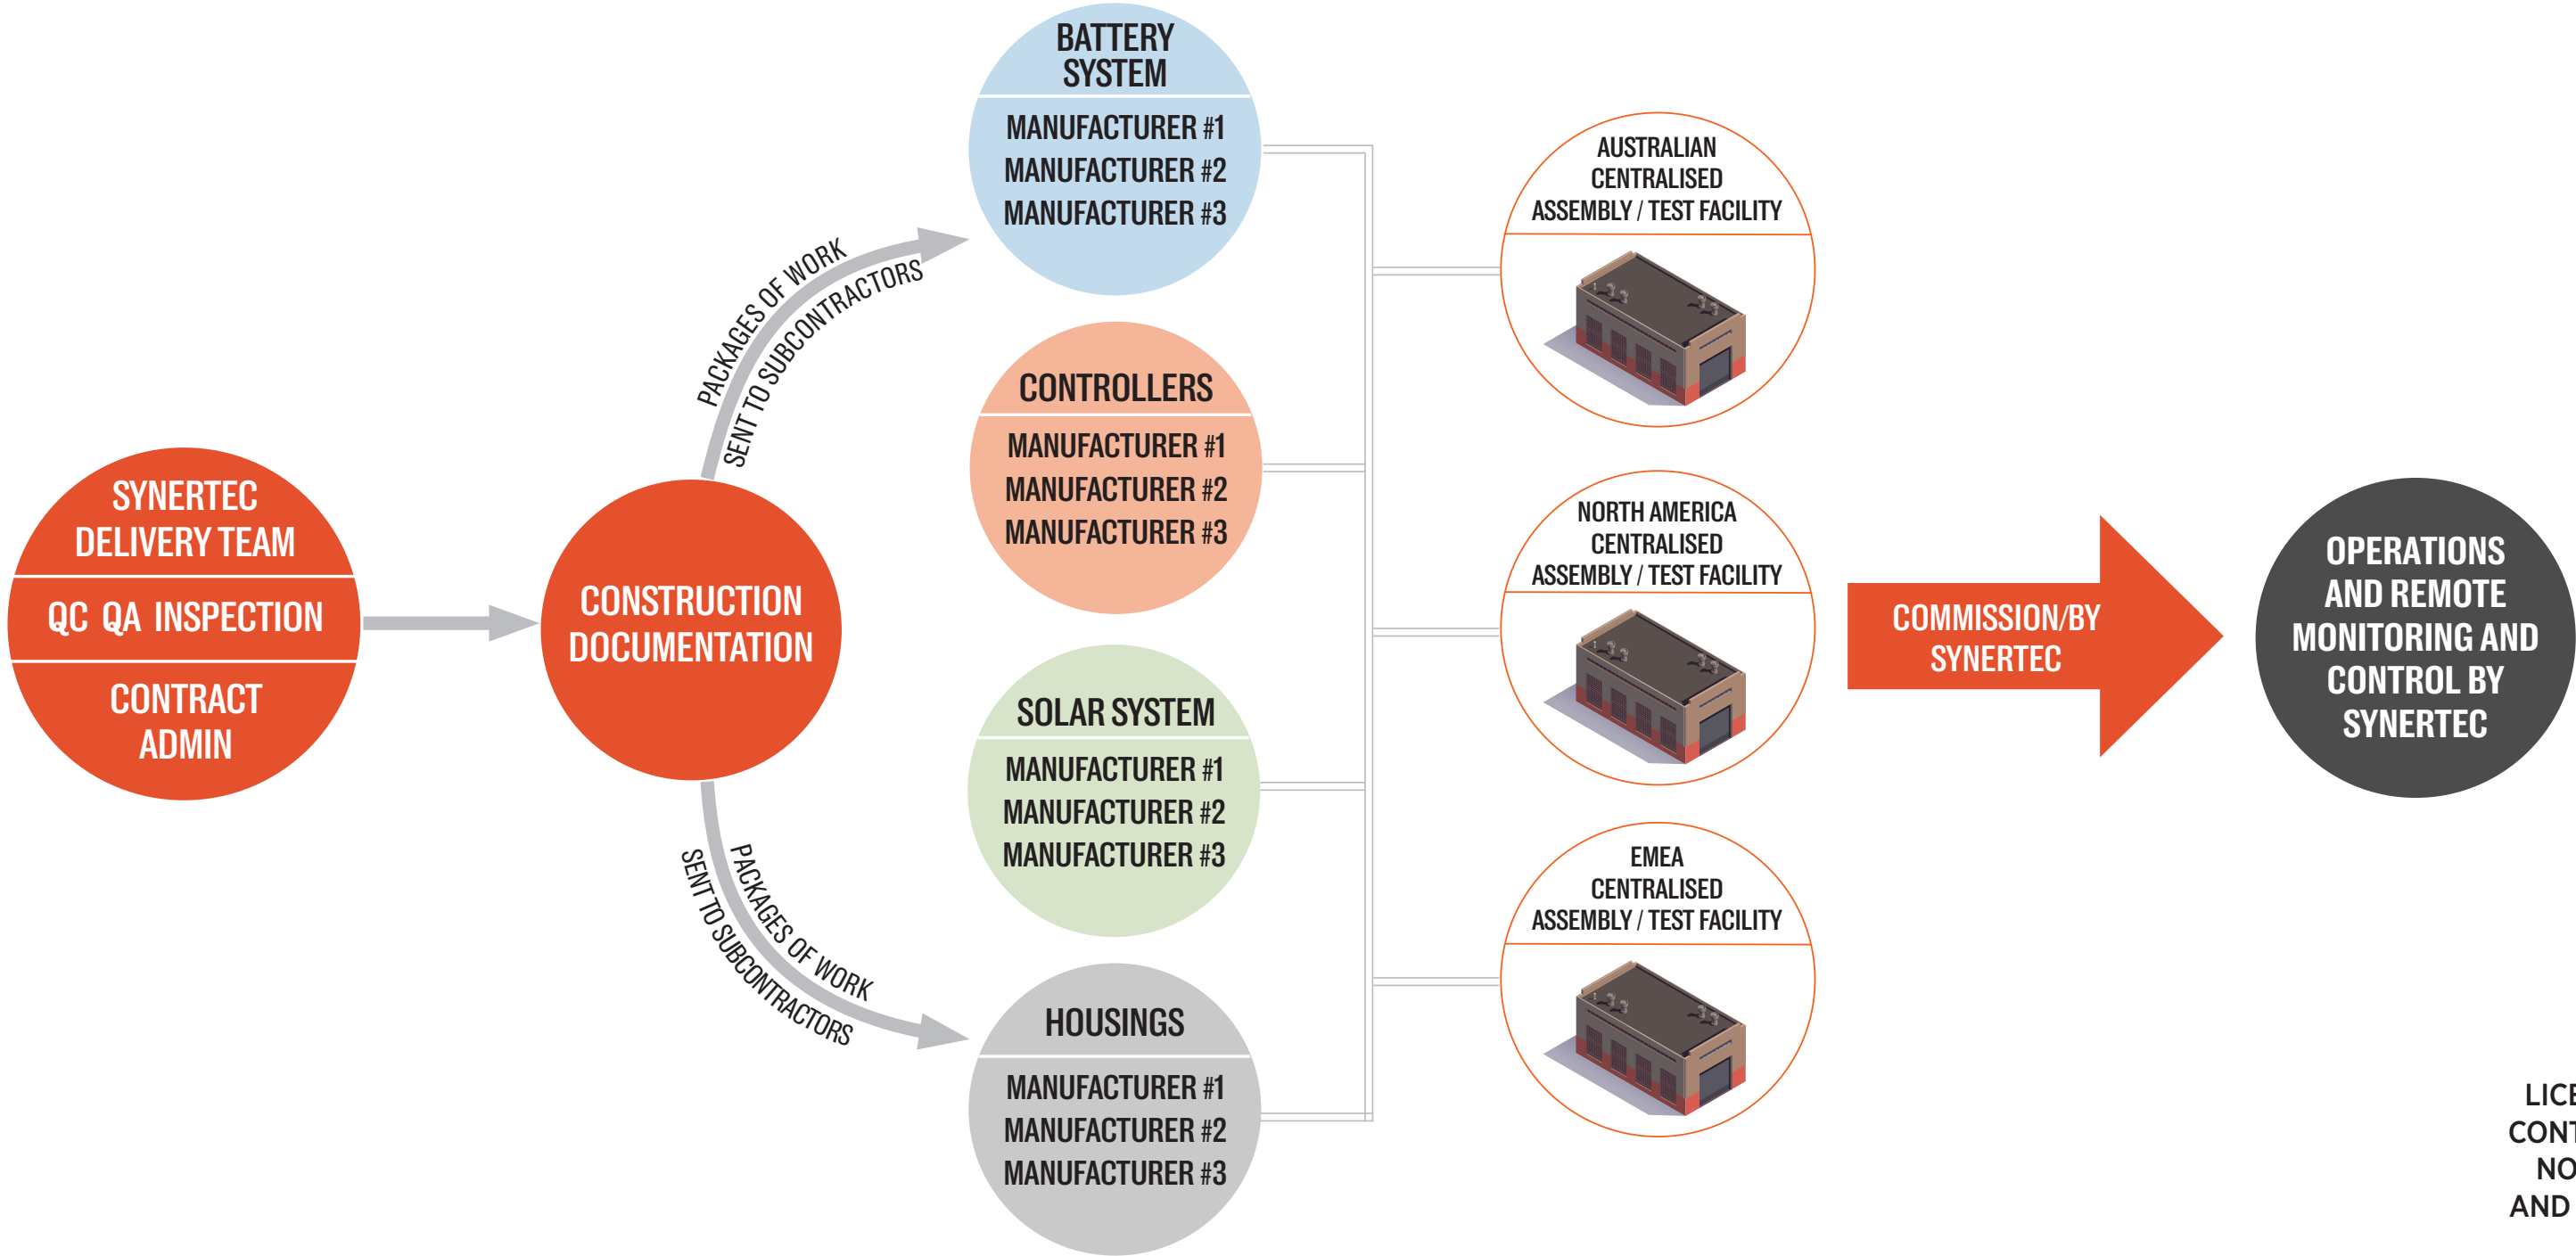 SYNERTEC
DELIVERY TEAM
QC QA INSPECTION
CONTRACT
ADMIN
CONSTRUCTION
DOCUMENTATION
PACKAGES OF WORK
SENT TO SUBCONTRACTORS
PACKAGES OF WORK
SENT TO SUBCONTRACTORS
BATTERY
SYSTEM
MANUFACTURER #1
MANUFACTURER #2
MANUFACTURER #3
CONTROLLERS
MANUFACTURER #1
MANUFACTURER #2
MANUFACTURER #3
SOLAR SYSTEM
MANUFACTURER #1
MANUFACTURER #2
MANUFACTURER #3
HOUSINGS
MANUFACTURER #1
MANUFACTURER #2
MANUFACTURER #3
AUSTRALIAN
CENTRALISED
ASSEMBLY / TEST FACILITY
NORTH AMERICA
CENTRALISED
ASSEMBLY / TEST FACILITY
EMEA
CENTRALISED
ASSEMBLY / TEST FACILITY
COMMISSION/BY
SYNERTEC
OPERATIONS
AND REMOTE
MONITORING AND
CONTROL BY
SYNERTEC
AND